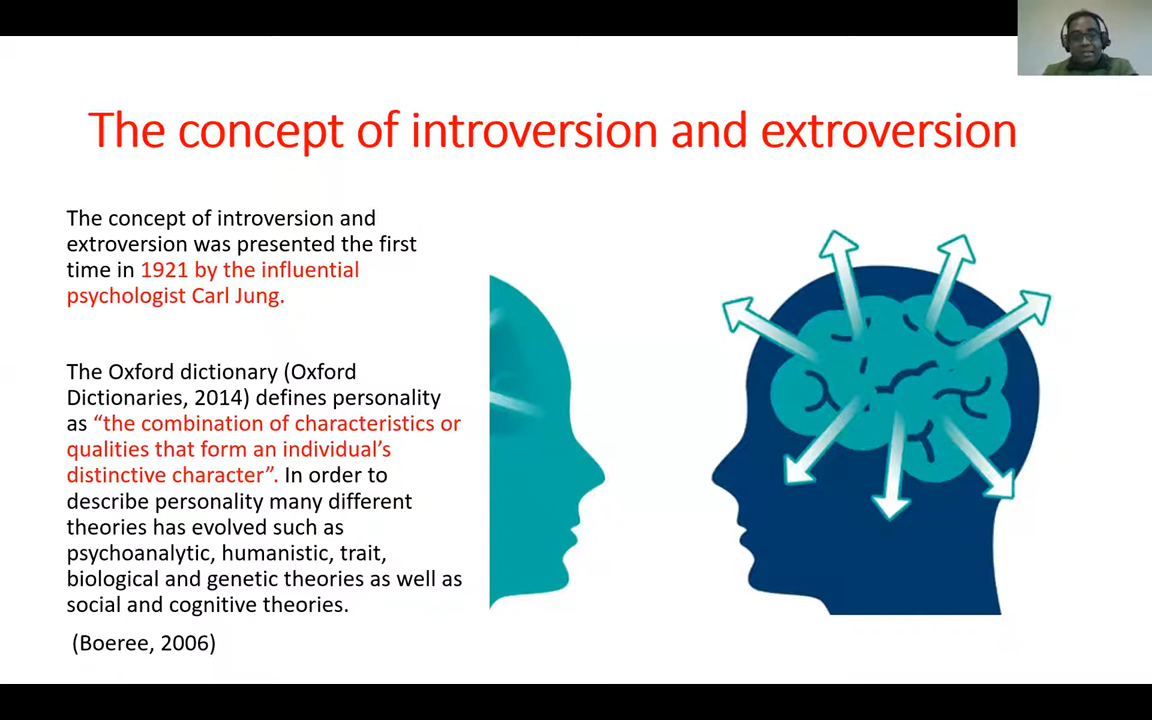 The concept of introversion and extroversion
The concept of introversion and
extroversion was presented the first
time in 1921 by the influential
psychologist Carl Jung.
The Oxford dictionary (Oxford
Dictionaries, 2014) defines personality
as “the combination of characteristics or
qualities that form an individual’s
distinctive character”. In order to
describe personality many different
theories has evolved such as
psychoanalytic, humanistic, trait,
biological and genetic theories as well as
social and cognitive theories.
(Boeree, 2006)